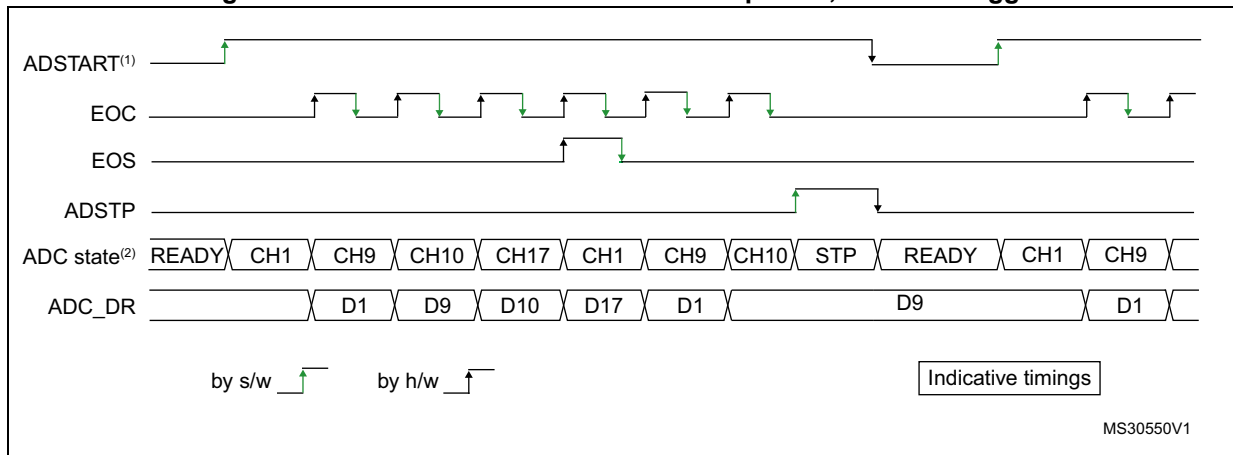 ADSTART(1)
EOC
EOS
ADSTP
ADC state(2) READY CH1 CH9 CH10 CH17 CH1 CH9 CH10 STP READY CH1 CH9
ADC_DR D1 D9 D10 D17 D1 D9 D1
by s/w by h/w Indicative timings
MS30550V1